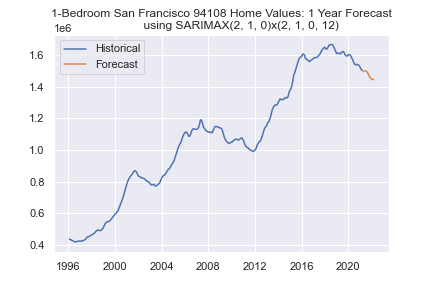 1-Bedroom San Francisco 94108 Home Values: 1 Year Forecast
using SARIMAX(2, 1, 0)x(2, 1, 0, 12)
1e6
Historical
Forecast
1.6
1.4
1.2
1.0
0.8
0.6
0.4
1996 2000 2004 2008 2012 2016 2020